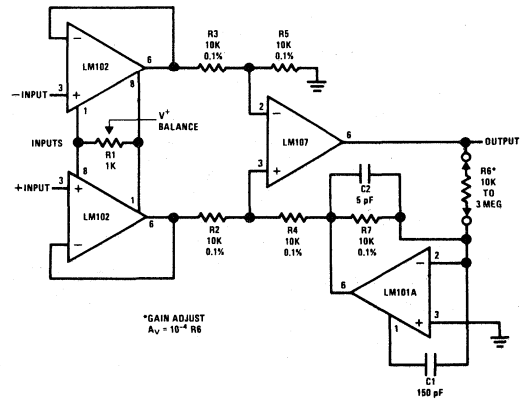 R3
10K
0.1%
R5
10K
0.1%
−
LM102
6
8
−INPUT
3
+
1
V+
BALANCE
INPUTS
R1
1K
2
−
LM107
6
OUTPUT
3
+
R6*
10K
TO
3 MEG
C2
5 pF
8
+INPUT
3
+
1
LM102
6
−
R2
10K
0.1%
R4
10K
0.1%
R7
10K
0.1%
6
−
2
LM101A
+
3
1
*GAIN ADJUST
AV = 10-4 R6
C1
150 pF